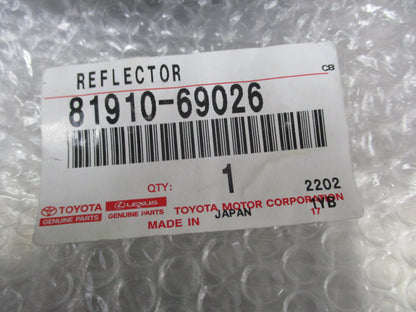 REFLECTOR
CB
81910-69026
QTY: 1 2202
TOYOTA GENUINE PARTS LEXUS GENUINE PARTS TOYOTA MOTOR CORPORATION 1YB
MADE IN JAPAN 17